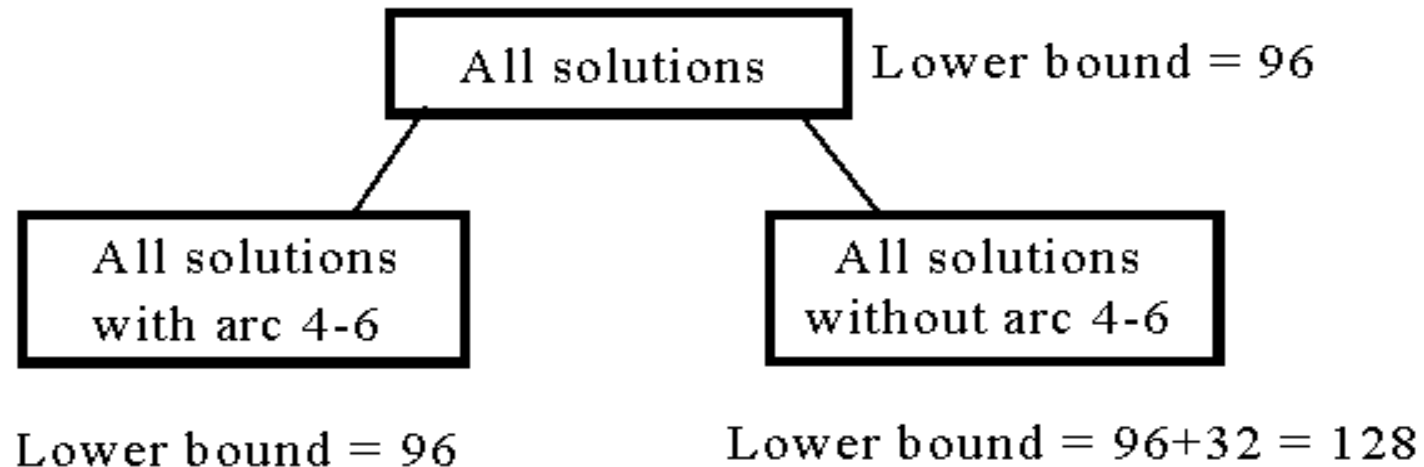 All solutions
Lower bound = 96
All solutions
with arc 4-6
All solutions
without arc 4-6
Lower bound = 96
Lower bound = 96+32 = 128